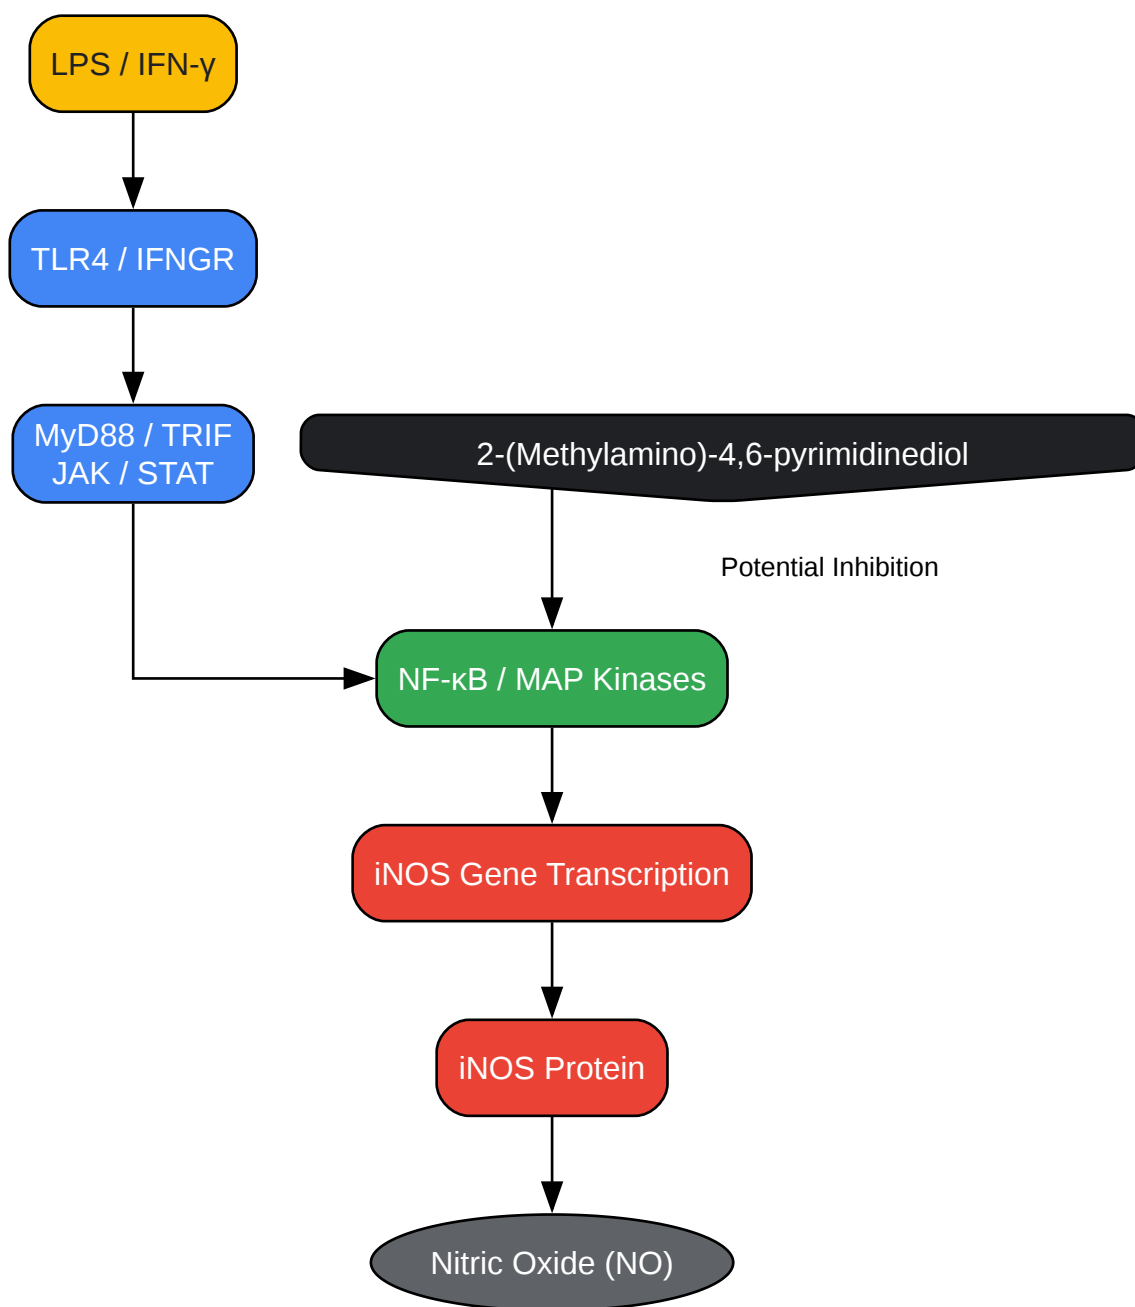 LPS / IFN-γ
TLR4 / IFNGR
MyD88 / TRIF
JAK / STAT
2-(Methylamino)-4,6-pyrimidinediol
Potential Inhibition
NF-κB / MAP Kinases
iNOS Gene Transcription
iNOS Protein
Nitric Oxide (NO)